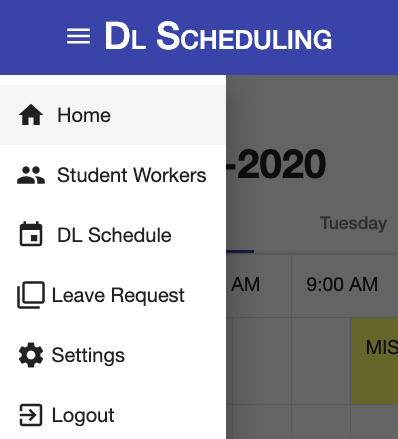 DL SCHEDULING
Home
-2020
Student Workers
Tuesday
DL Schedule
AM
9:00 AM
Leave Request
MIS
Settings
Logout